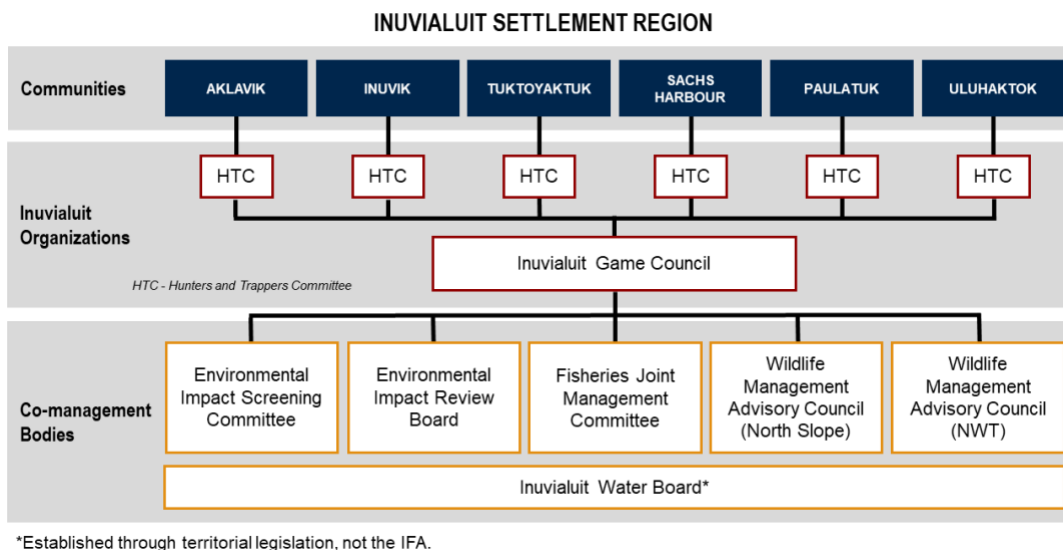 INUVIALUIT SETTLEMENT REGION
Communities
AKLAVIK
INUVIK
TUKTOYAKTUK
SACHS
HARBOUR
PAULATUK
ULUHAKTOK
HTC
HTC
HTC
HTC
HTC
HTC
Inuvialuit
Organizations
Inuvialuit Game Council
HTC - Hunters and Trappers Committee
Co-management
Bodies
Environmental
Impact Screening
Committee
Environmental
Impact Review
Board
Fisheries Joint
Management
Committee
Wildlife
Management
Advisory Council
(North Slope)
Wildlife
Management
Advisory Council
(NWT)
Inuvialuit Water Board*
*Established through territorial legislation, not the IFA.